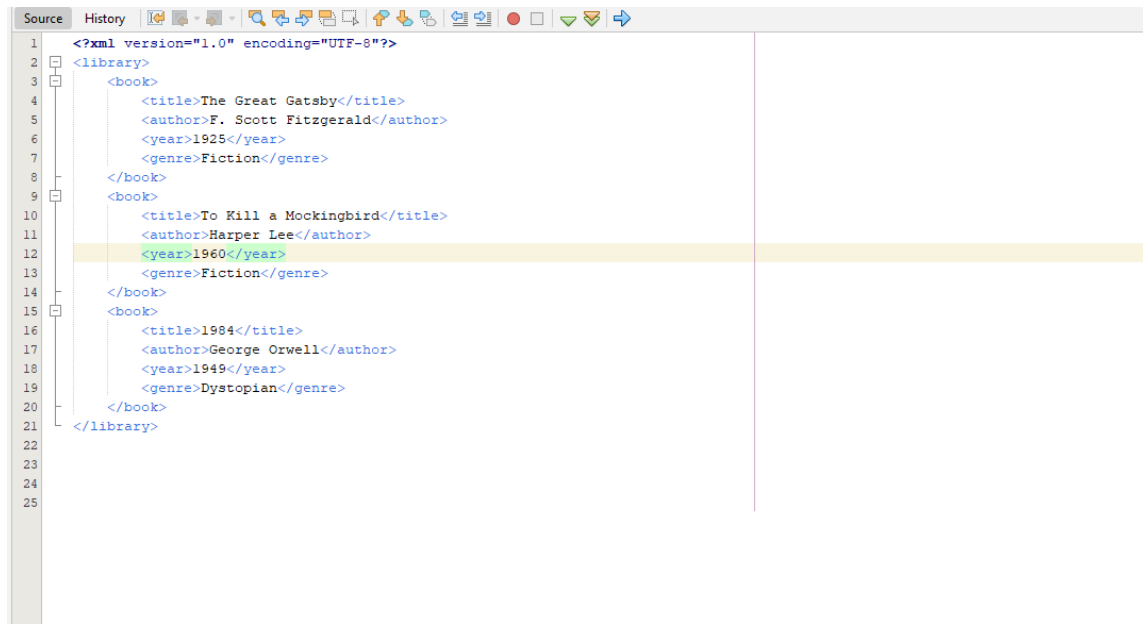 Source History
1 <?xml version="1.0" encoding="UTF-8"?>
2 <library>
3 <book>
4 <title>The Great Gatsby</title>
5 <author>F. Scott Fitzgerald</author>
6 <year>1925</year>
7 <genre>Fiction</genre>
8 </book>
9 <book>
10 <title>To Kill a Mockingbird</title>
11 <author>Harper Lee</author>
12 <year>1960</year>
13 <genre>Fiction</genre>
14 </book>
15 <book>
16 <title>1984</title>
17 <author>George Orwell</author>
18 <year>1949</year>
19 <genre>Dystopian</genre>
20 </book>
21 </library>
22
23
24
25